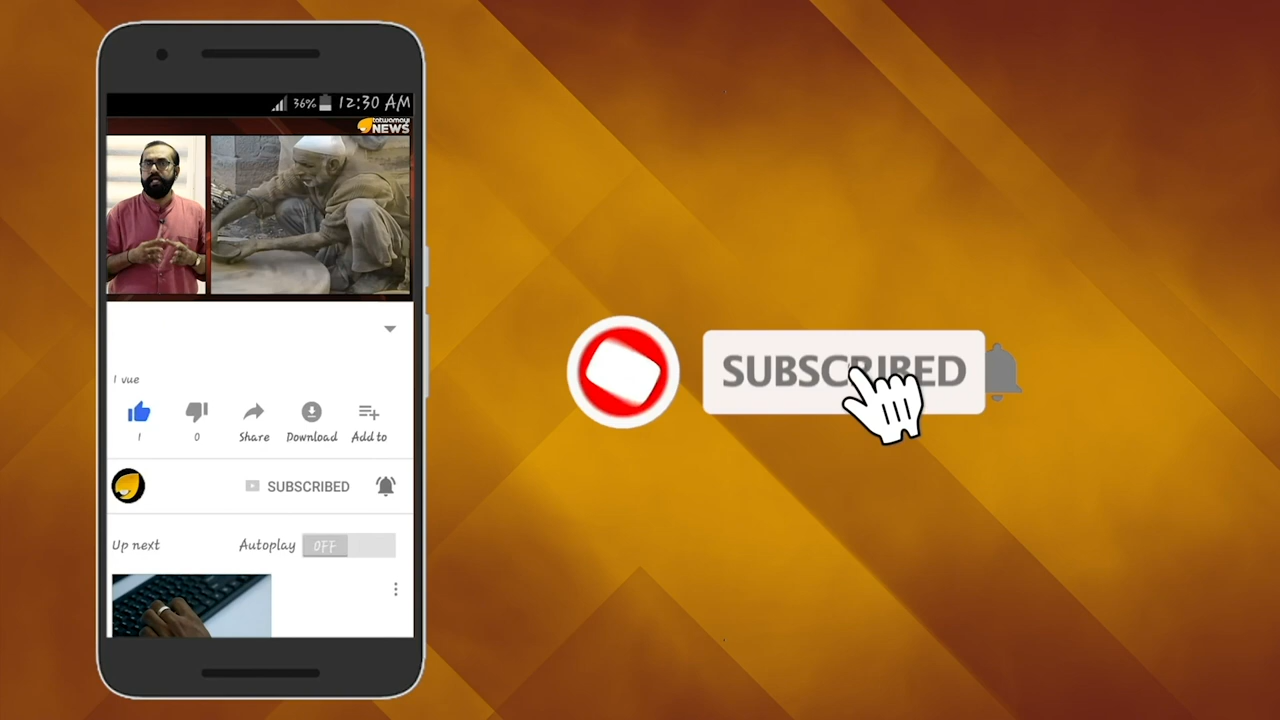 36% 12:30 AM
tatwamayi
NEWS
1 vue
1
0
Share
Download
Add to
SUBSCRIBED
Up next
Autoplay
OFF
SUBSCRIBED